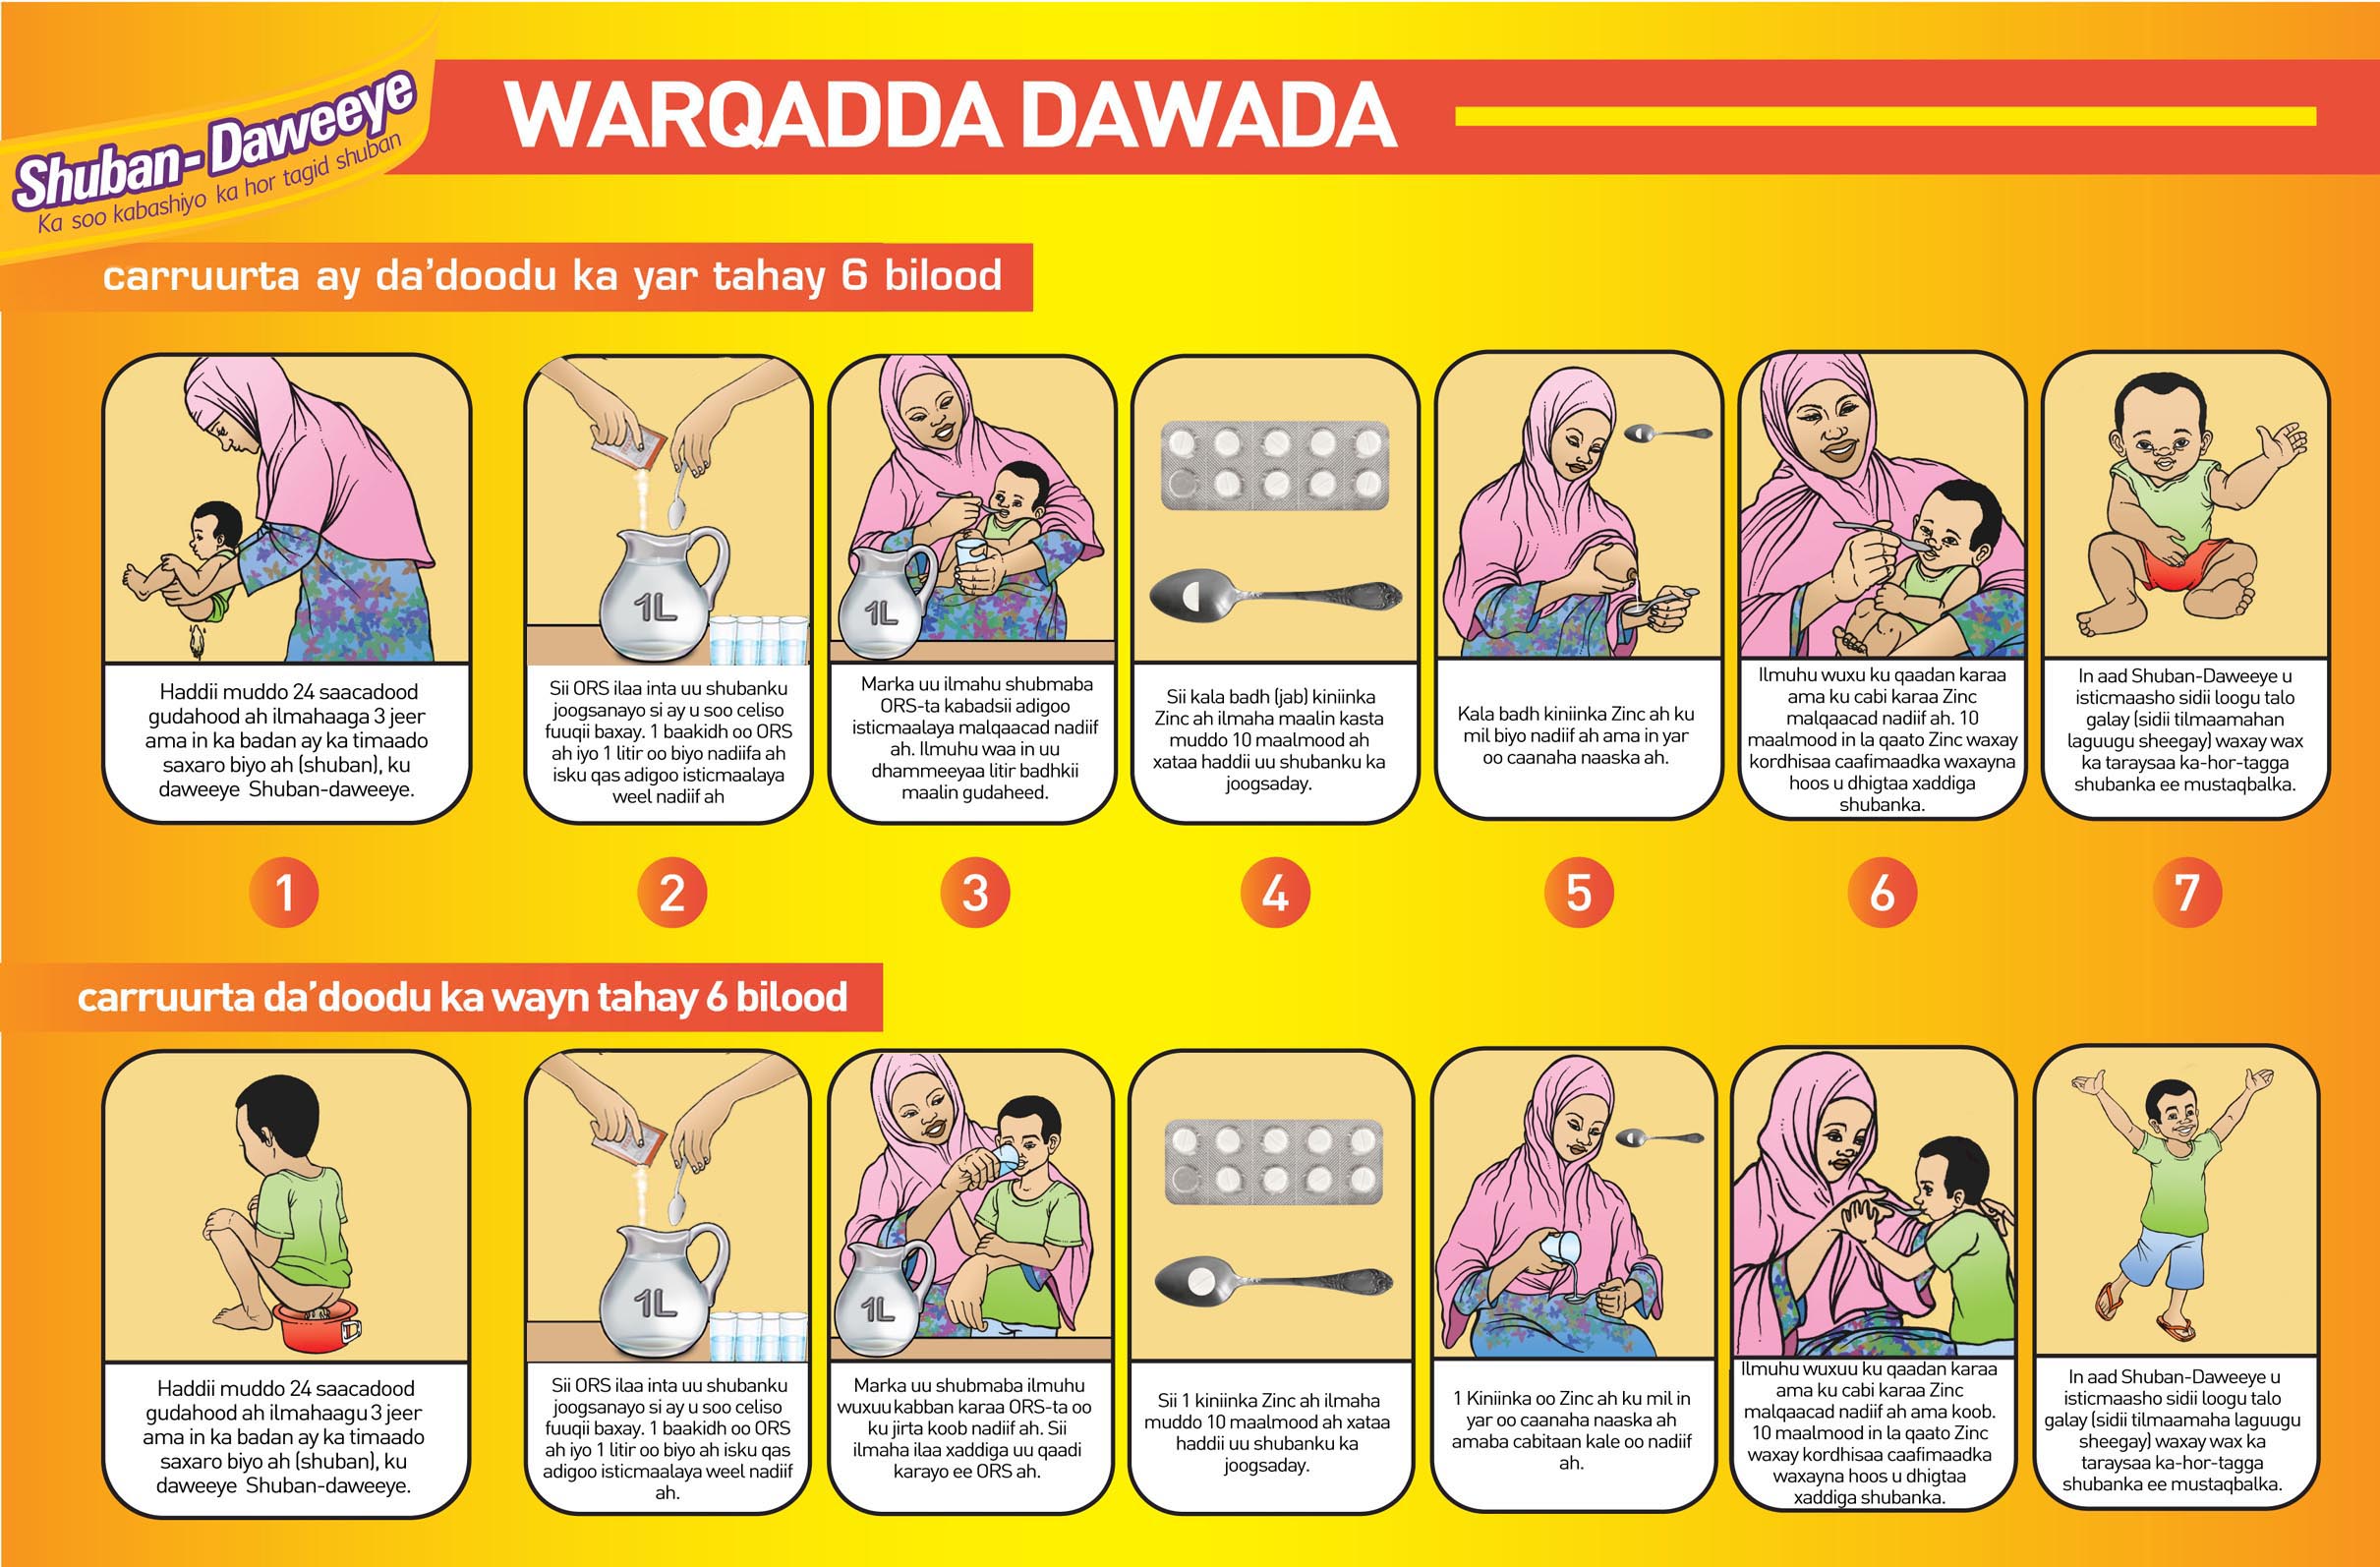 Shuban-Daweeye
Ka soo kabashiyo ka hor tagid shuban
WARQADDA DAWADA
carruurta ay da'doodu ka yar tahay 6 bilood
1L
1L
Haddii muddo 24 saacadood
gudahood ah ilmahaaga 3 jeer
ama in ka badan ay ka timaado
saxaro biyo ah (shuban), ku
daweeye Shuban-daweeye.
Sii ORS ilaa inta uu shubanku
joogsanayo si ay u soo celiso
fuuqii baxay. 1 baakidh oo ORS
ah iyo 1 litir oo biyo nadiifa ah
isku qas adigoo isticmaalaya
weel nadiif ah
Marka uu ilmahu shubmaba
ORS-ta kabadsii adigoo
isticmaalaya malqaacad nadiif
ah. Ilmuhu waa in uu
dhammeeyaa litir badhkii
maalin gudaheed.
Sii kala badh (jab) kiniinka
Zinc ah ilmaha maalin kasta
muddo 10 maalmood ah
xataa haddii uu shubanku ka
joogsaday.
Kala badh kiniinka Zinc ah ku
mil biyo nadiif ah ama in yar
oo caanaha naaska ah.
Ilmuhu wuxu ku qaadan karaa
ama ku cabi karaa Zinc
malqaacad nadiif ah. 10
maalmood in la qaato Zinc waxay
kordhisaa caafimaadka waxayna
hoos u dhigtaa xaddiga
shubanka.
In aad Shuban-Daweeye u
isticmaasho sidii loogu talo
galay (sidii tilmaamahan
laguugu sheegay) waxay wax
ka taraysaa ka-hor-tagga
shubanka ee mustaqbalka.
1
2
3
4
5
6
7
carruurta da'doodu ka wayn tahay 6 bilood
1L
1L
Haddii muddo 24 saacadood
gudahood ah ilmahaagu 3 jeer
ama in ka badan ay ka timaado
saxaro biyo ah (shuban), ku
daweeye Shuban-daweeye.
Sii ORS ilaa inta uu shubanku
joogsanayo si ay u soo celiso
fuuqii baxay. 1 baakidh oo ORS
ah iyo 1 litir oo biyo ah isku qas
adigoo isticmaalaya weel nadiif
ah.
Marka uu shubmaba ilmuhu
wuxuu kabban karaa ORS-ta oo
ku jirta koob nadiif ah. Sii
ilmaha ilaa xaddiga uu qaadi
karayo ee ORS ah.
Sii 1 kiniinka Zinc ah ilmaha
muddo 10 maalmood ah xataa
haddii uu shubanku ka
joogsaday.
1 Kiniinka oo Zinc ah ku mil in
yar oo caanaha naaska ah
amaba cabitaan kale oo nadiif
ah.
Ilmuhu wuxuu ku qaadan karaa
ama ku cabi karaa Zinc
malqaacad nadiif ah ama koob.
10 maalmood in la qaato Zinc
waxay kordhisaa caafimaadka
waxayna hoos u dhigtaa
xaddiga shubanka.
In aad Shuban-Daweeye u
isticmaasho sidii loogu talo
galay (sidii tilmaamaha laguugu
sheegay) waxay wax ka
taraysaa ka-hor-tagga
shubanka ee mustaqbalka.